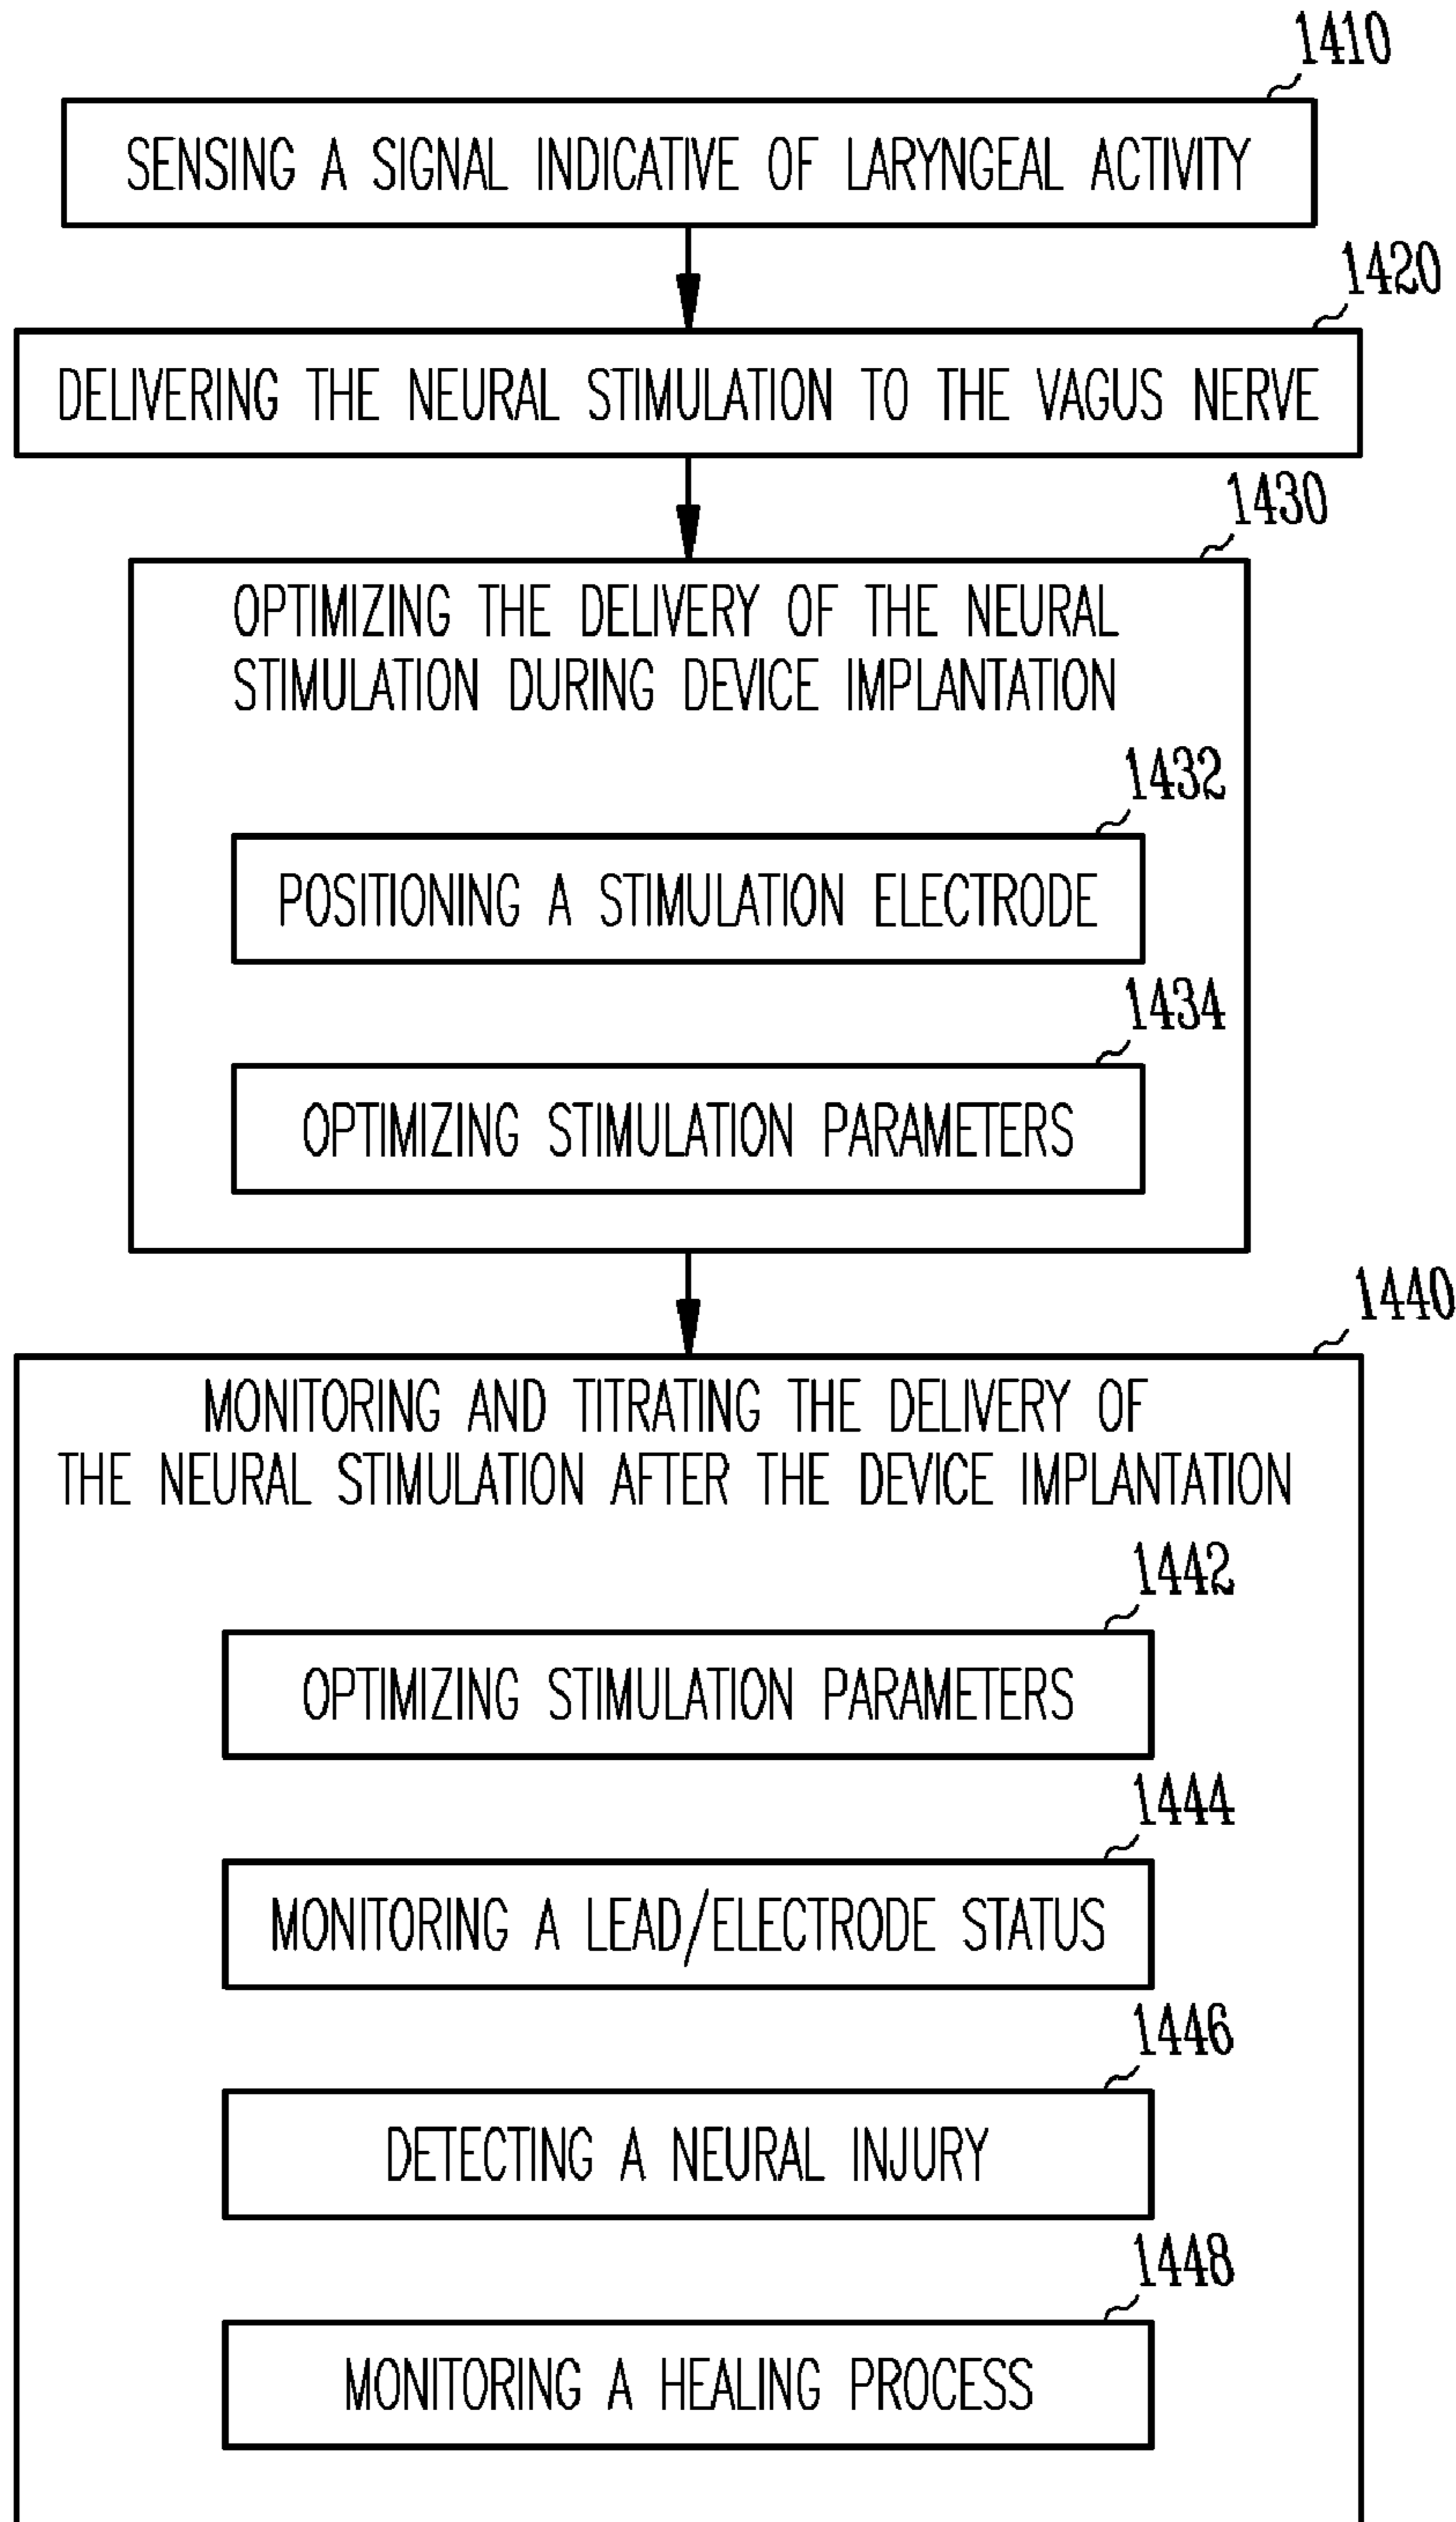 1410
SENSING A SIGNAL INDICATIVE OF LARYNGEAL ACTIVITY
1420
DELIVERING THE NEURAL STIMULATION TO THE VAGUS NERVE
1430
OPTIMIZING THE DELIVERY OF THE NEURAL
STIMULATION DURING DEVICE IMPLANTATION
1432
POSITIONING A STIMULATION ELECTRODE
1434
OPTIMIZING STIMULATION PARAMETERS
1440
MONITORING AND TITRATING THE DELIVERY OF
THE NEURAL STIMULATION AFTER THE DEVICE IMPLANTATION
1442
OPTIMIZING STIMULATION PARAMETERS
1444
MONITORING A LEAD/ELECTRODE STATUS
1446
DETECTING A NEURAL INJURY
1448
MONITORING A HEALING PROCESS